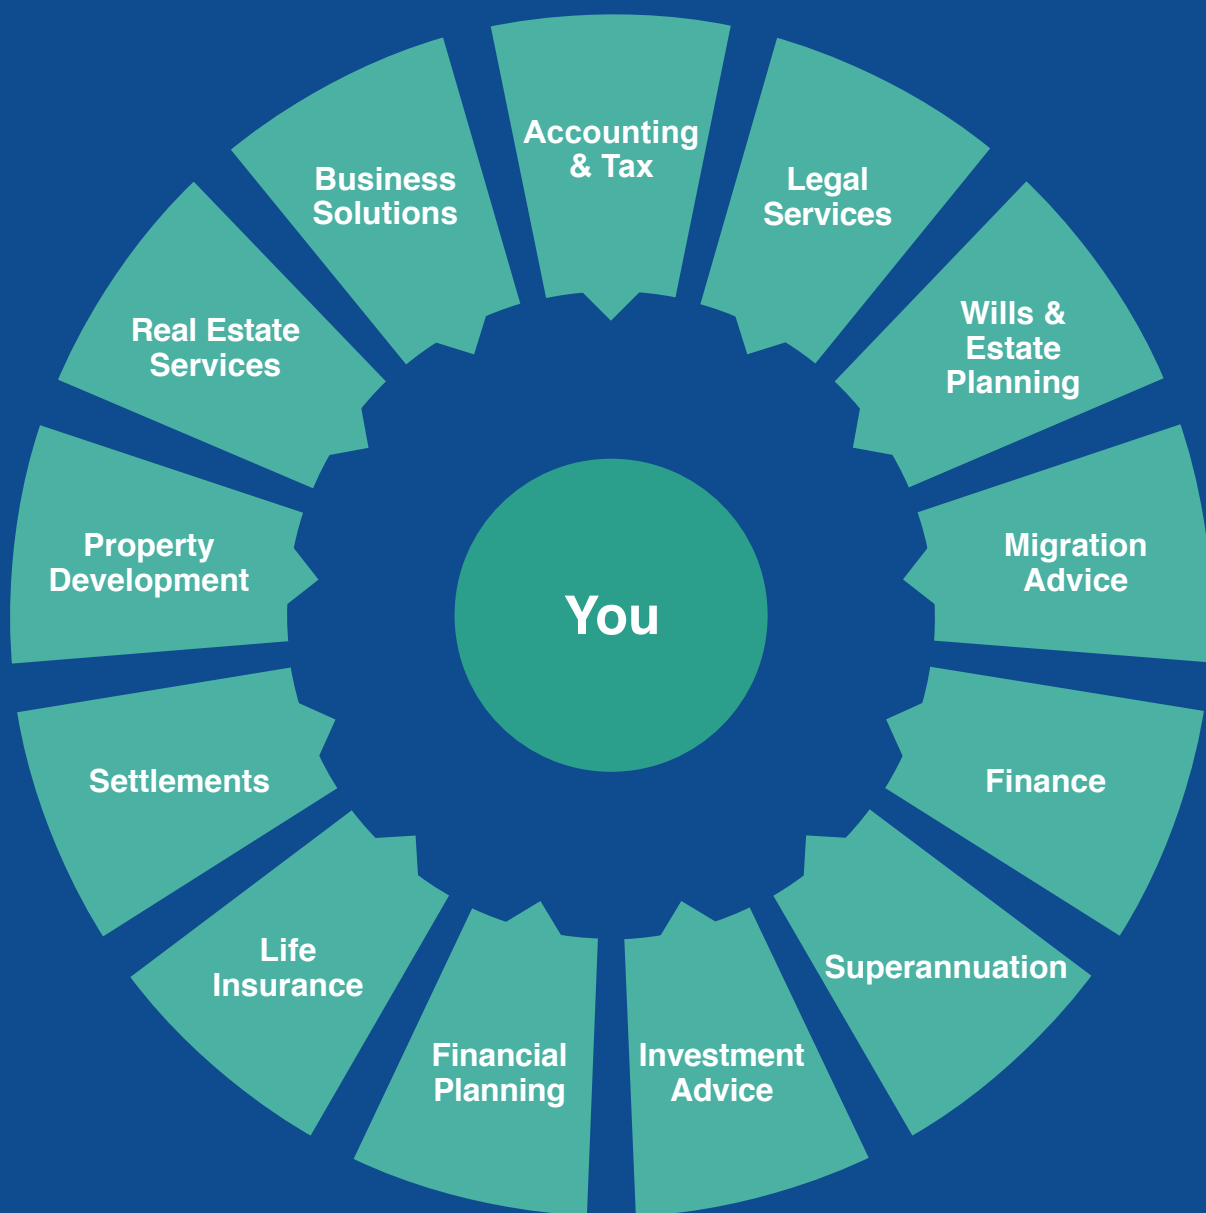 Accounting
& Tax
Legal
Services
Wills &
Estate
Planning
Migration
Advice
Finance
Superannuation
Investment
Advice
Financial
Planning
Life
Insurance
Settlements
Property
Development
Real Estate
Services
Business
Solutions
You